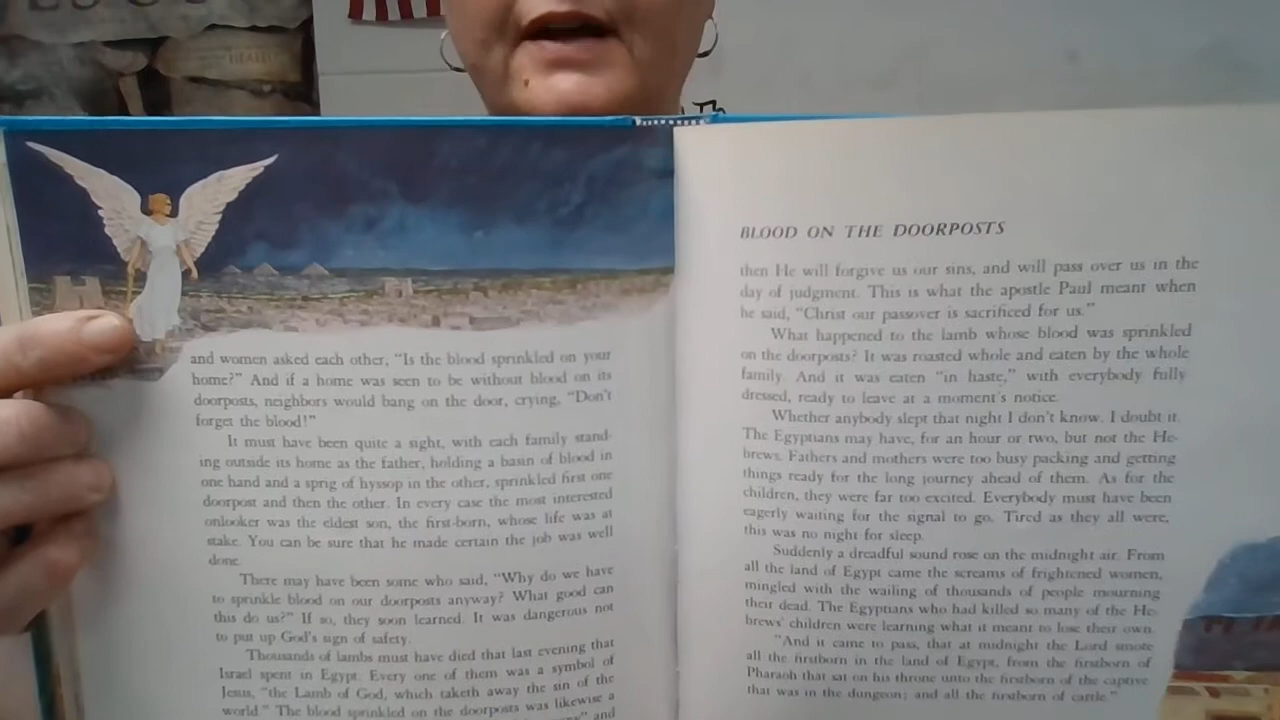 and women asked each other, "Is the blood sprinkled on your
home?" And if a home was seen to be without blood on its
doorposts, neighbors would bang on the door, crying, "Don't
forget the blood!"
It must have been quite a sight, with each family stand-
ing outside its home as the father, holding a basin of blood in
one hand and a sprig of hyssop in the other, sprinkled first one
doorpost and then the other. In every case the most interested
onlooker was the eldest son, the first-born, whose life was at
stake. You can be sure that he made certain the job was well
done.
There may have been some who said, "Why do we have
to sprinkle blood on our doorposts anyway? What good can
this do us?" If so, they soon learned. It was dangerous not
to put up God's sign of safety.
Thousands of lambs must have died that last evening that
Israel spent in Egypt. Every one of them was a symbol of
Jesus, "the Lamb of God, which taketh away the sin of the
world." The blood sprinkled on the doorposts was likewise a
and
BLOOD ON THE DOORPOSTS
then He will forgive us our sins, and will pass over us in the
day of judgment. This is what the apostle Paul meant when
he said, "Christ our passover is sacrificed for us."
What happened to the lamb whose blood was sprinkled
on the doorposts? It was roasted whole and eaten by the whole
family. And it was eaten "in haste," with everybody fully
dressed, ready to leave at a moment's notice.
Whether anybody slept that night I don't know. I doubt it.
The Egyptians may have, for an hour or two, but not the He-
brews. Fathers and mothers were too busy packing and getting
things ready for the long journey ahead of them. As for the
children, they were far too excited. Everybody must have been
eagerly waiting for the signal to go. Tired as they all were,
this was no night for sleep.
Suddenly a dreadful sound rose on the midnight air. From
all the land of Egypt came the screams of frightened women,
mingled with the wailing of thousands of people mourning
their dead. The Egyptians who had killed so many of the He-
brews' children were learning what it meant to lose their own.
"And it came to pass, that at midnight the Lord smote
all the firstborn in the land of Egypt, from the firstborn of
Pharaoh that sat on his throne unto the firstborn of the captive
that was in the dungeon; and all the firstborn of cattle."